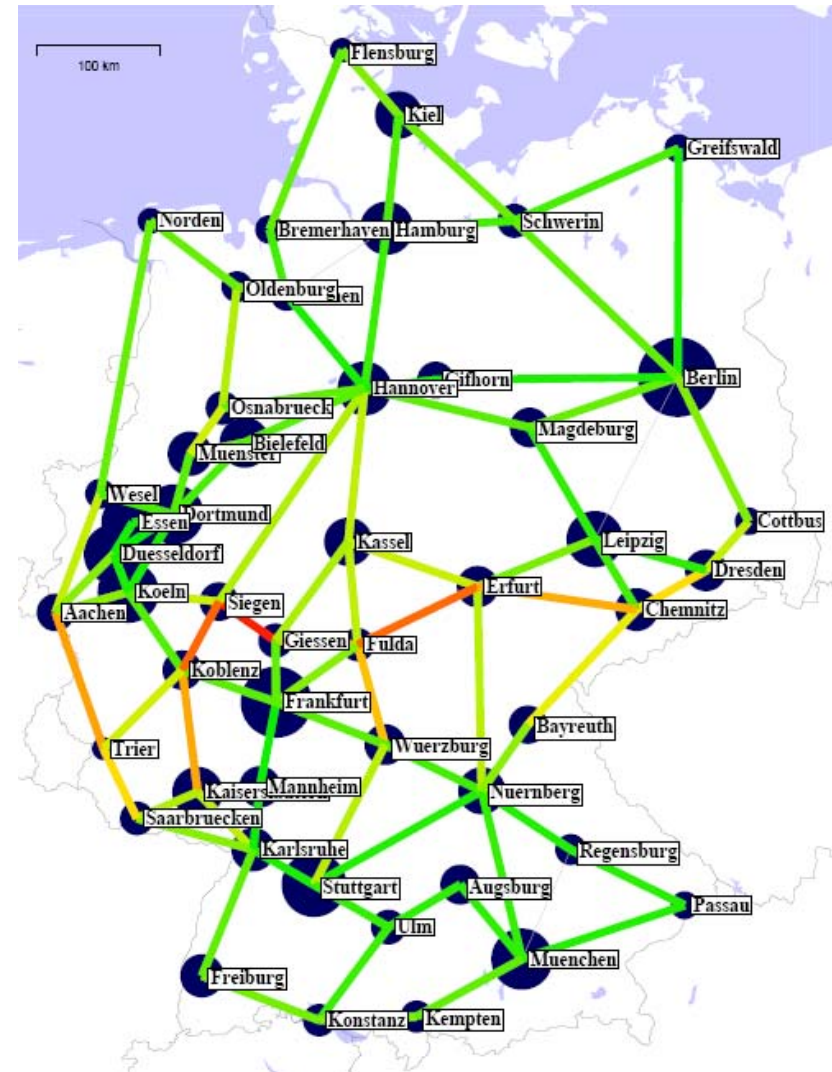 Flensburg
100 km
Kiel
Greifswald
Norden
Bremerhaven
Hamburg
Schwerin
Oldenburg
Hannover
Gifhorn
Berlin
Osnabrueck
Magdeburg
Bielefeld
Muenster
Wesel
Dortmund
Essen
Cottbus
Duesseldorf
Kassel
Leipzig
Dresden
Koeln
Erfurt
Siegen
Aachen
Chemnitz
Giessen
Fulda
Koblenz
Frankfurt
Bayreuth
Trier
Wuerzburg
Mannheim
Nuernberg
Saarbruecken
Karlsruhe
Regensburg
Stuttgart
Augsburg
Passau
Ulm
Muenchen
Freiburg
Konstanz
Kempten